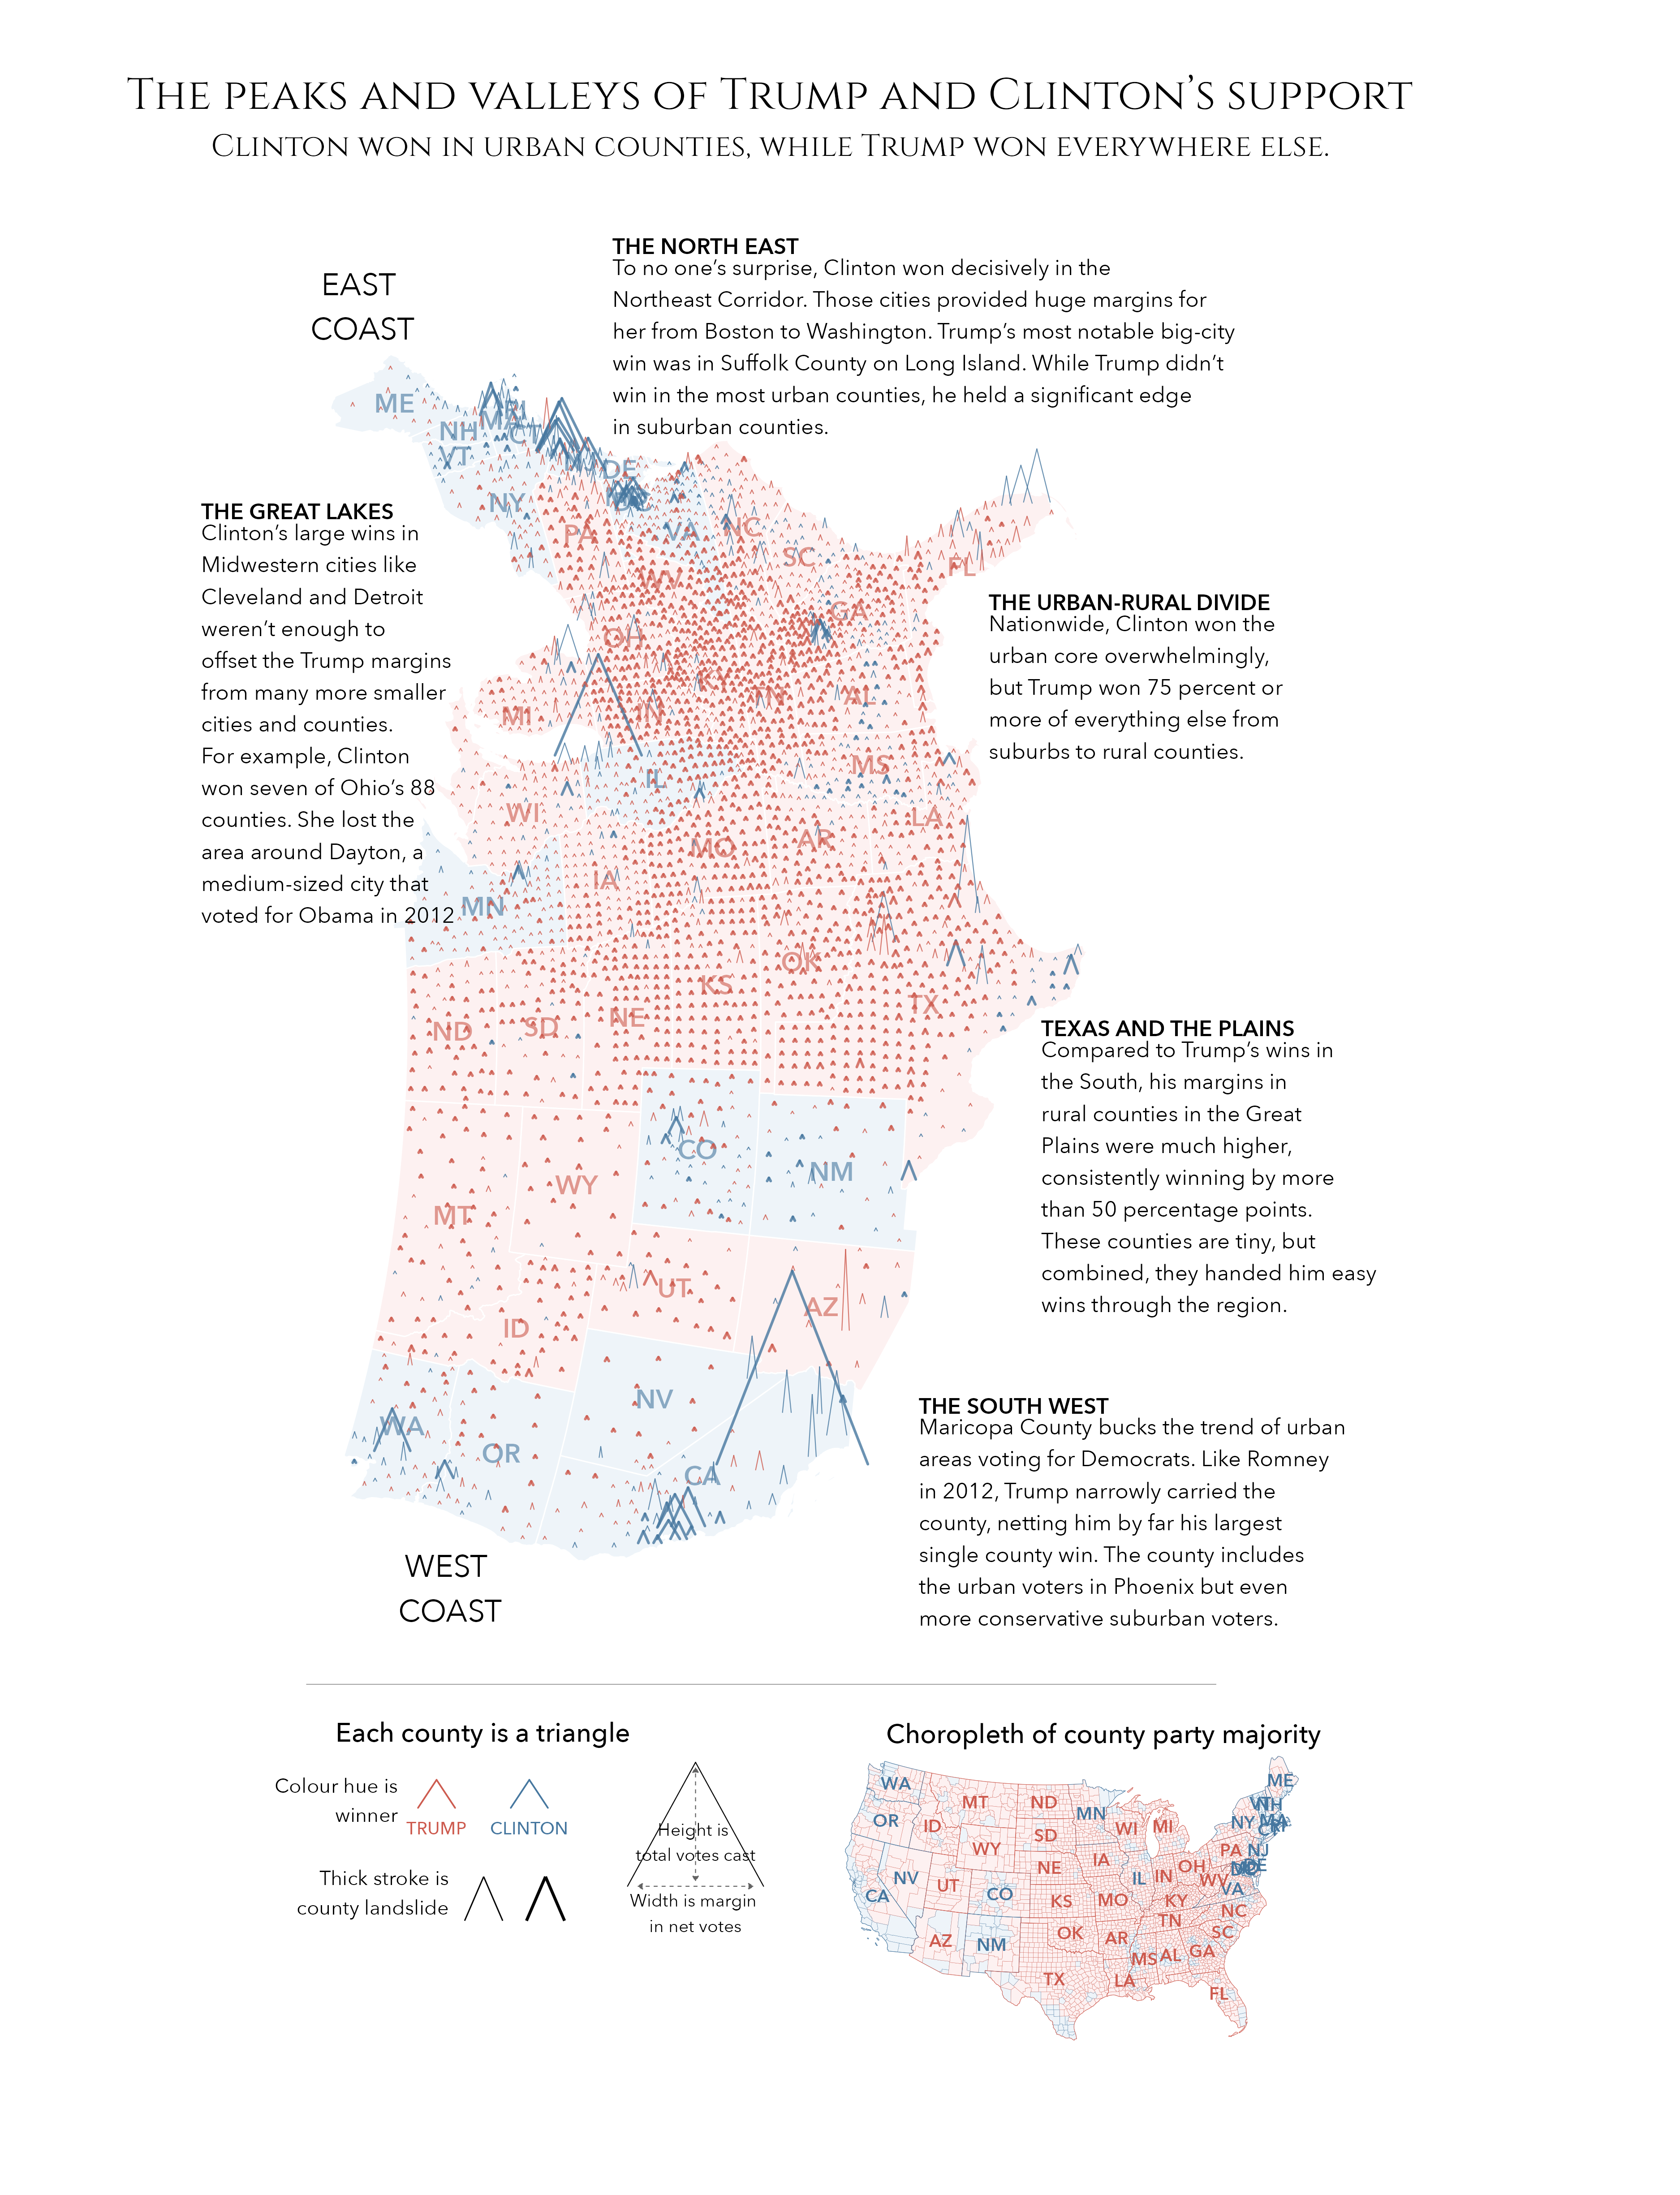 The peaks and valleys of Trump and Clinton's support
Clinton won in urban counties, while Trump won everywhere else.
THE NORTH EAST
To no one's surprise, Clinton won decisively in the
Northeast Corridor. Those cities provided huge margins for
her from Boston to Washington. Trump's most notable big-city
win was in Suffolk County on Long Island. While Trump didn't
win in the most urban counties, he held a significant edge
in suburban counties.
EAST
COAST
THE GREAT LAKES
Clinton's large wins in
Midwestern cities like
Cleveland and Detroit
weren't enough to
offset the Trump margins
from many more smaller
cities and counties.
For example, Clinton
won seven of Ohio's 88
counties. She lost the
area around Dayton, a
medium-sized city that
voted for Obama in 2012
ME
RI
MA
NH
CT
VT
NJ
DE
NY
DC
PA
VA
NC
SC
FL
WV
GA
OH
KY
TN
AL
MI
IN
MS
IL
WI
LA
MO
AR
IA
MN
OK
KS
TX
ND
SD
NE
CO
NM
WY
MT
UT
AZ
ID
NV
WA
OR
CA
THE URBAN-RURAL DIVIDE
Nationwide, Clinton won the
urban core overwhelmingly,
but Trump won 75 percent or
more of everything else from
suburbs to rural counties.
TEXAS AND THE PLAINS
Compared to Trump's wins in
the South, his margins in
rural counties in the Great
Plains were much higher,
consistently winning by more
than 50 percentage points.
These counties are tiny, but
combined, they handed him easy
wins through the region.
THE SOUTH WEST
Maricopa County bucks the trend of urban
areas voting for Democrats. Like Romney
in 2012, Trump narrowly carried the
county, netting him by far his largest
single county win. The county includes
the urban voters in Phoenix but even
more conservative suburban voters.
WEST
COAST
Each county is a triangle
Colour hue is
winner
TRUMP
CLINTON
Thick stroke is
county landslide
Height is
total votes cast
Width is margin
in net votes
Choropleth of county party majority
WA
MT
ND
MN
ME
VT
NH
OR
ID
SD
WI
MI
NY
MA
CT
RI
WY
IA
PA
NJ
NV
UT
NE
IL
IN
OH
WV
MD
DE
VA
CA
CO
KS
MO
KY
NC
TN
SC
AZ
NM
OK
AR
MS
AL
GA
TX
LA
FL